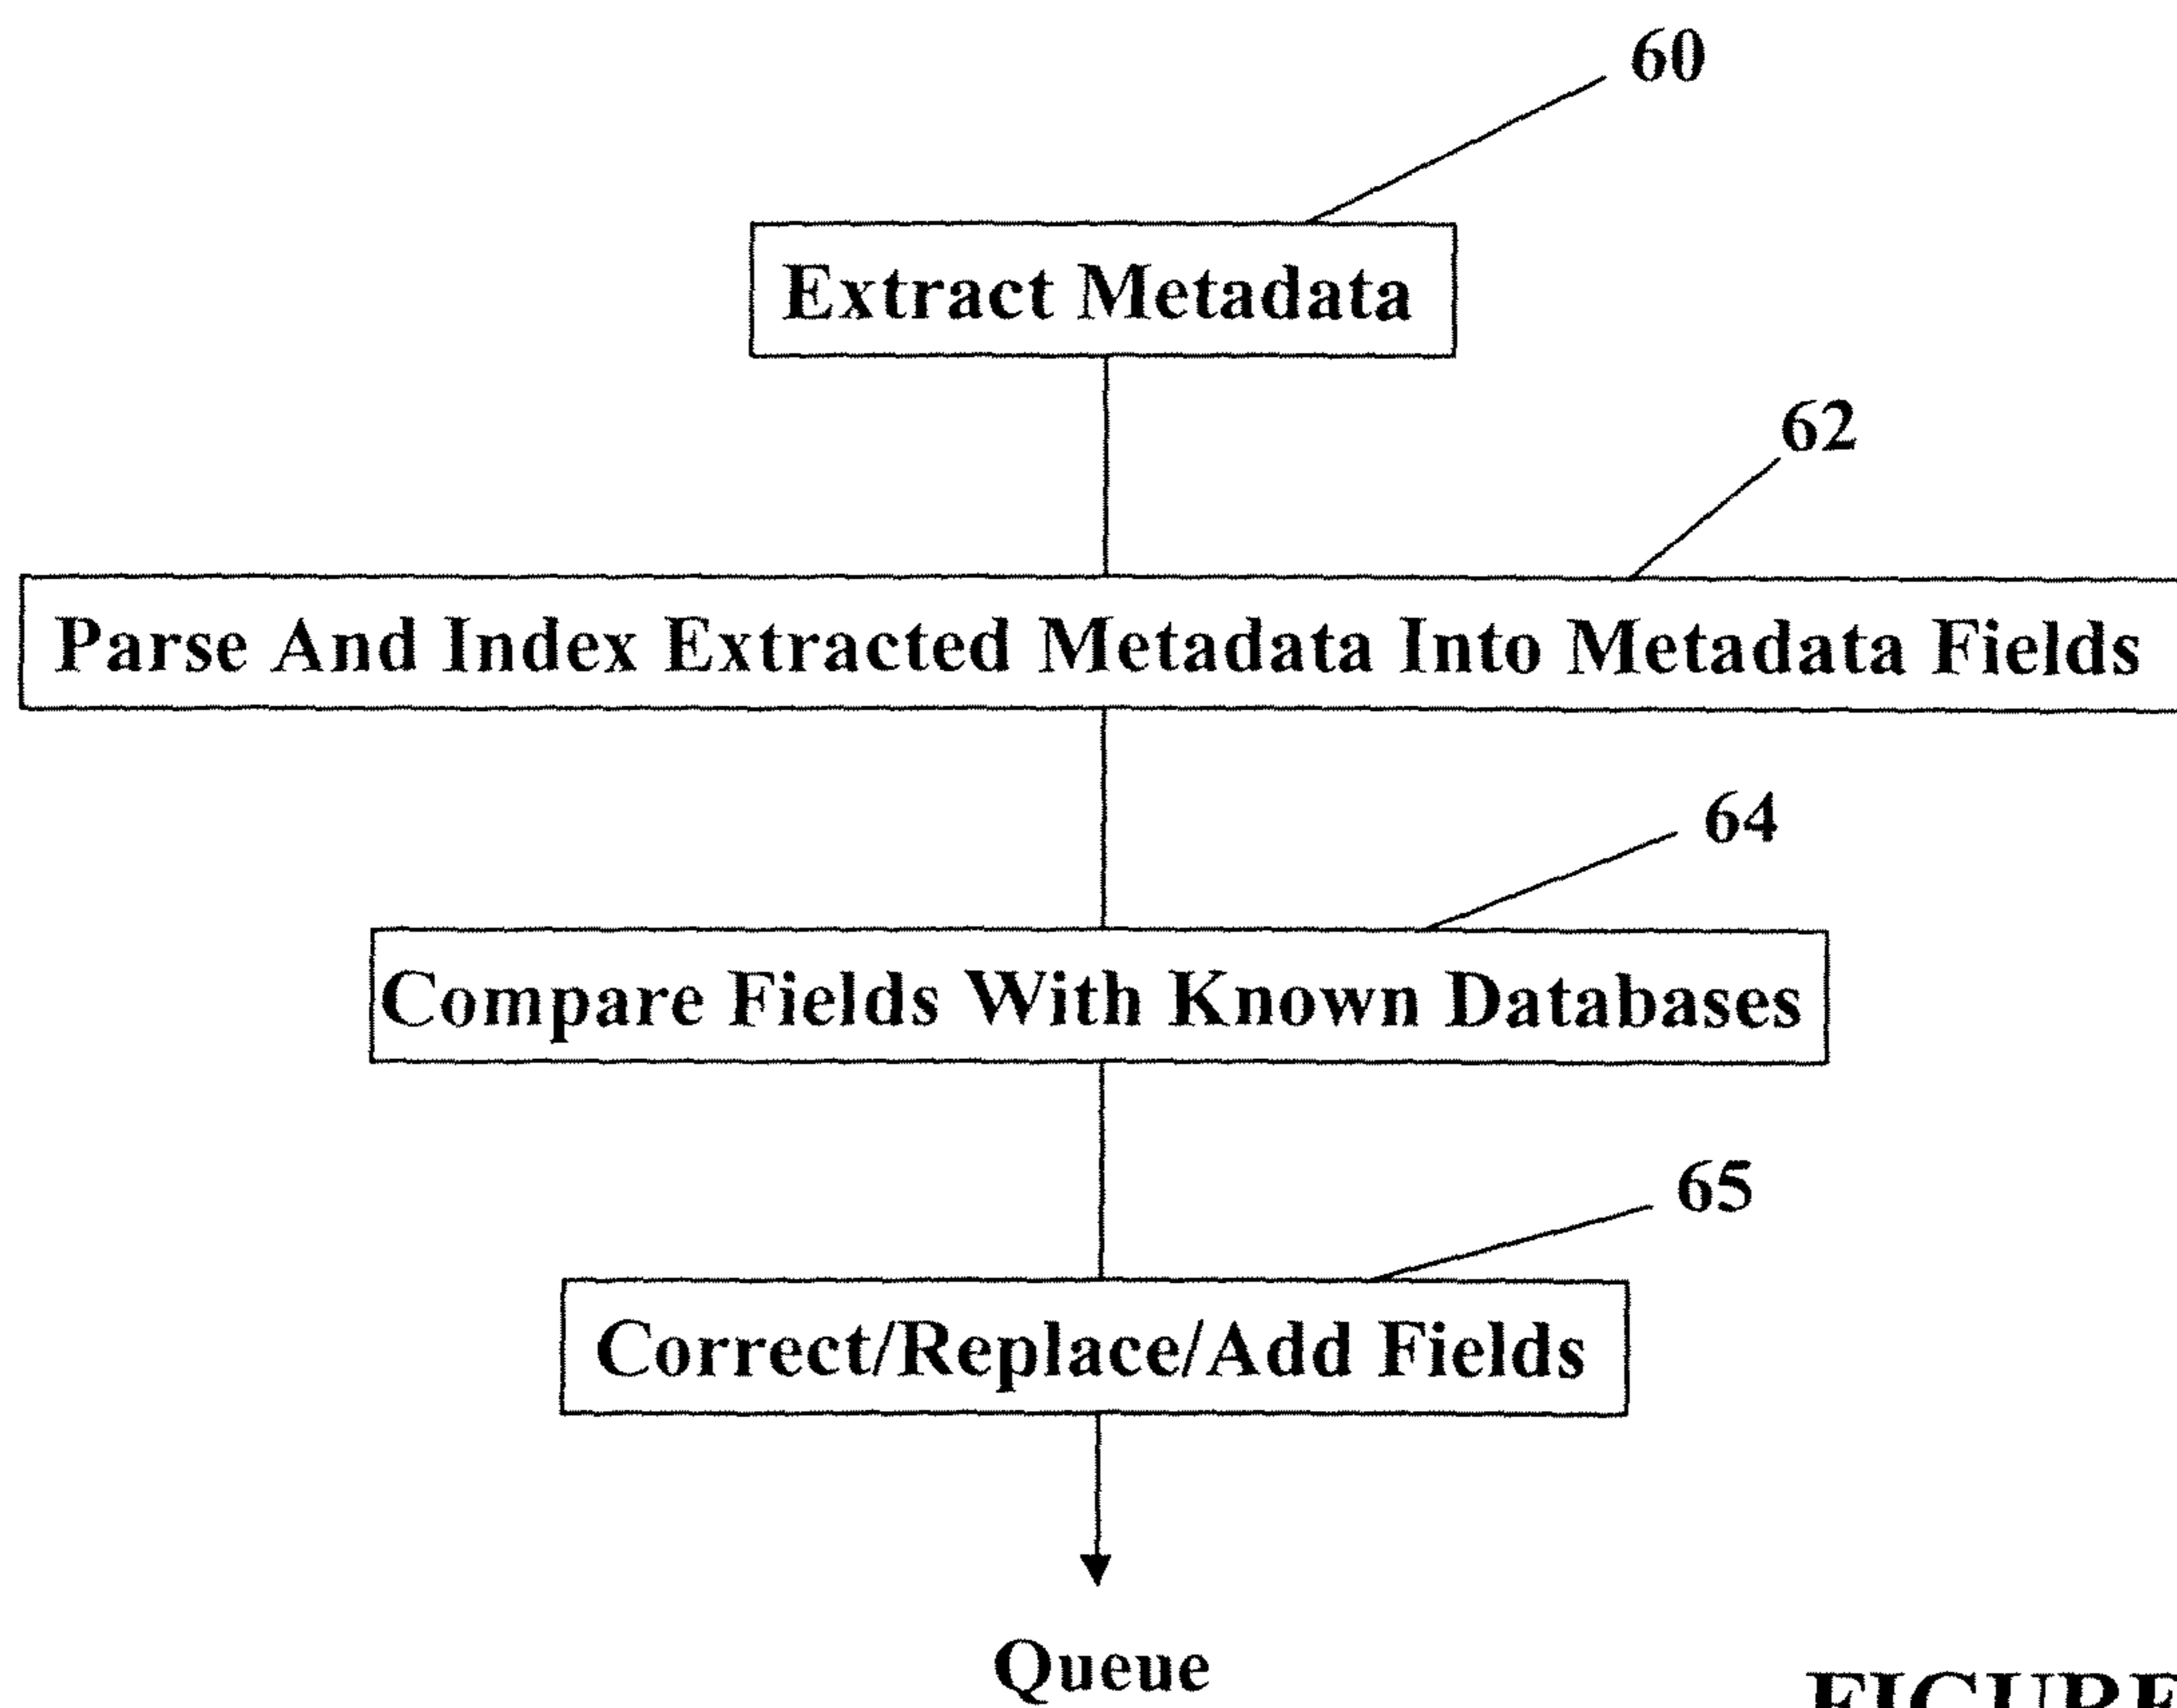 60
Extract Metadata
62
Parse And Index Extracted Metadata Into Metadata Fields
64
Compare Fields With Known Databases
65
Correct/Replace/Add Fields
Queue
FIGURE